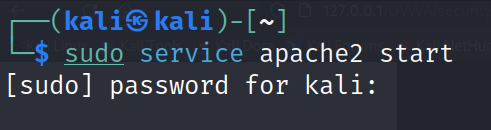 ┌──(kali㉿kali)-[~]
└─$ sudo service apache2 start
[sudo] password for kali: